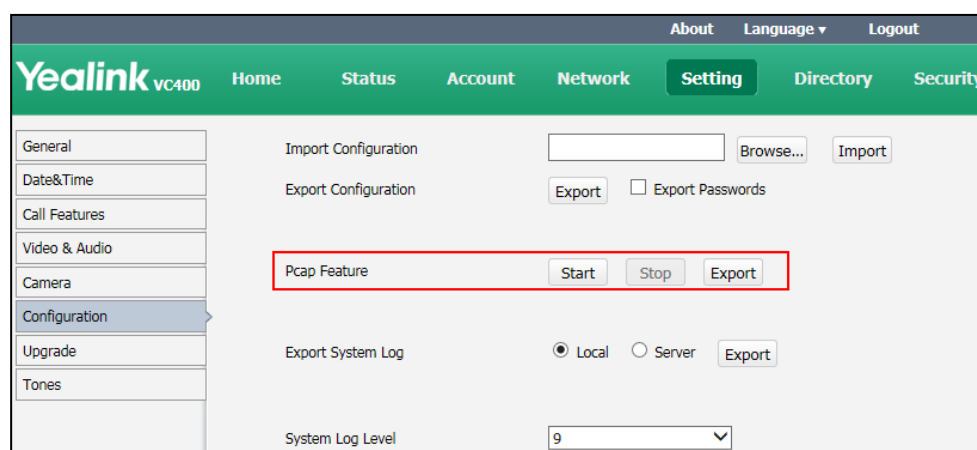 About Language ▾ Logout
Yealink VC400 Home Status Account Network Setting Directory Security
General
Date&Time
Call Features
Video & Audio
Camera
Configuration
Upgrade
Tones
Import Configuration Browse... Import
Export Configuration Export Export Passwords
Pcap Feature Start Stop Export
Export System Log Local Server Export
System Log Level 9